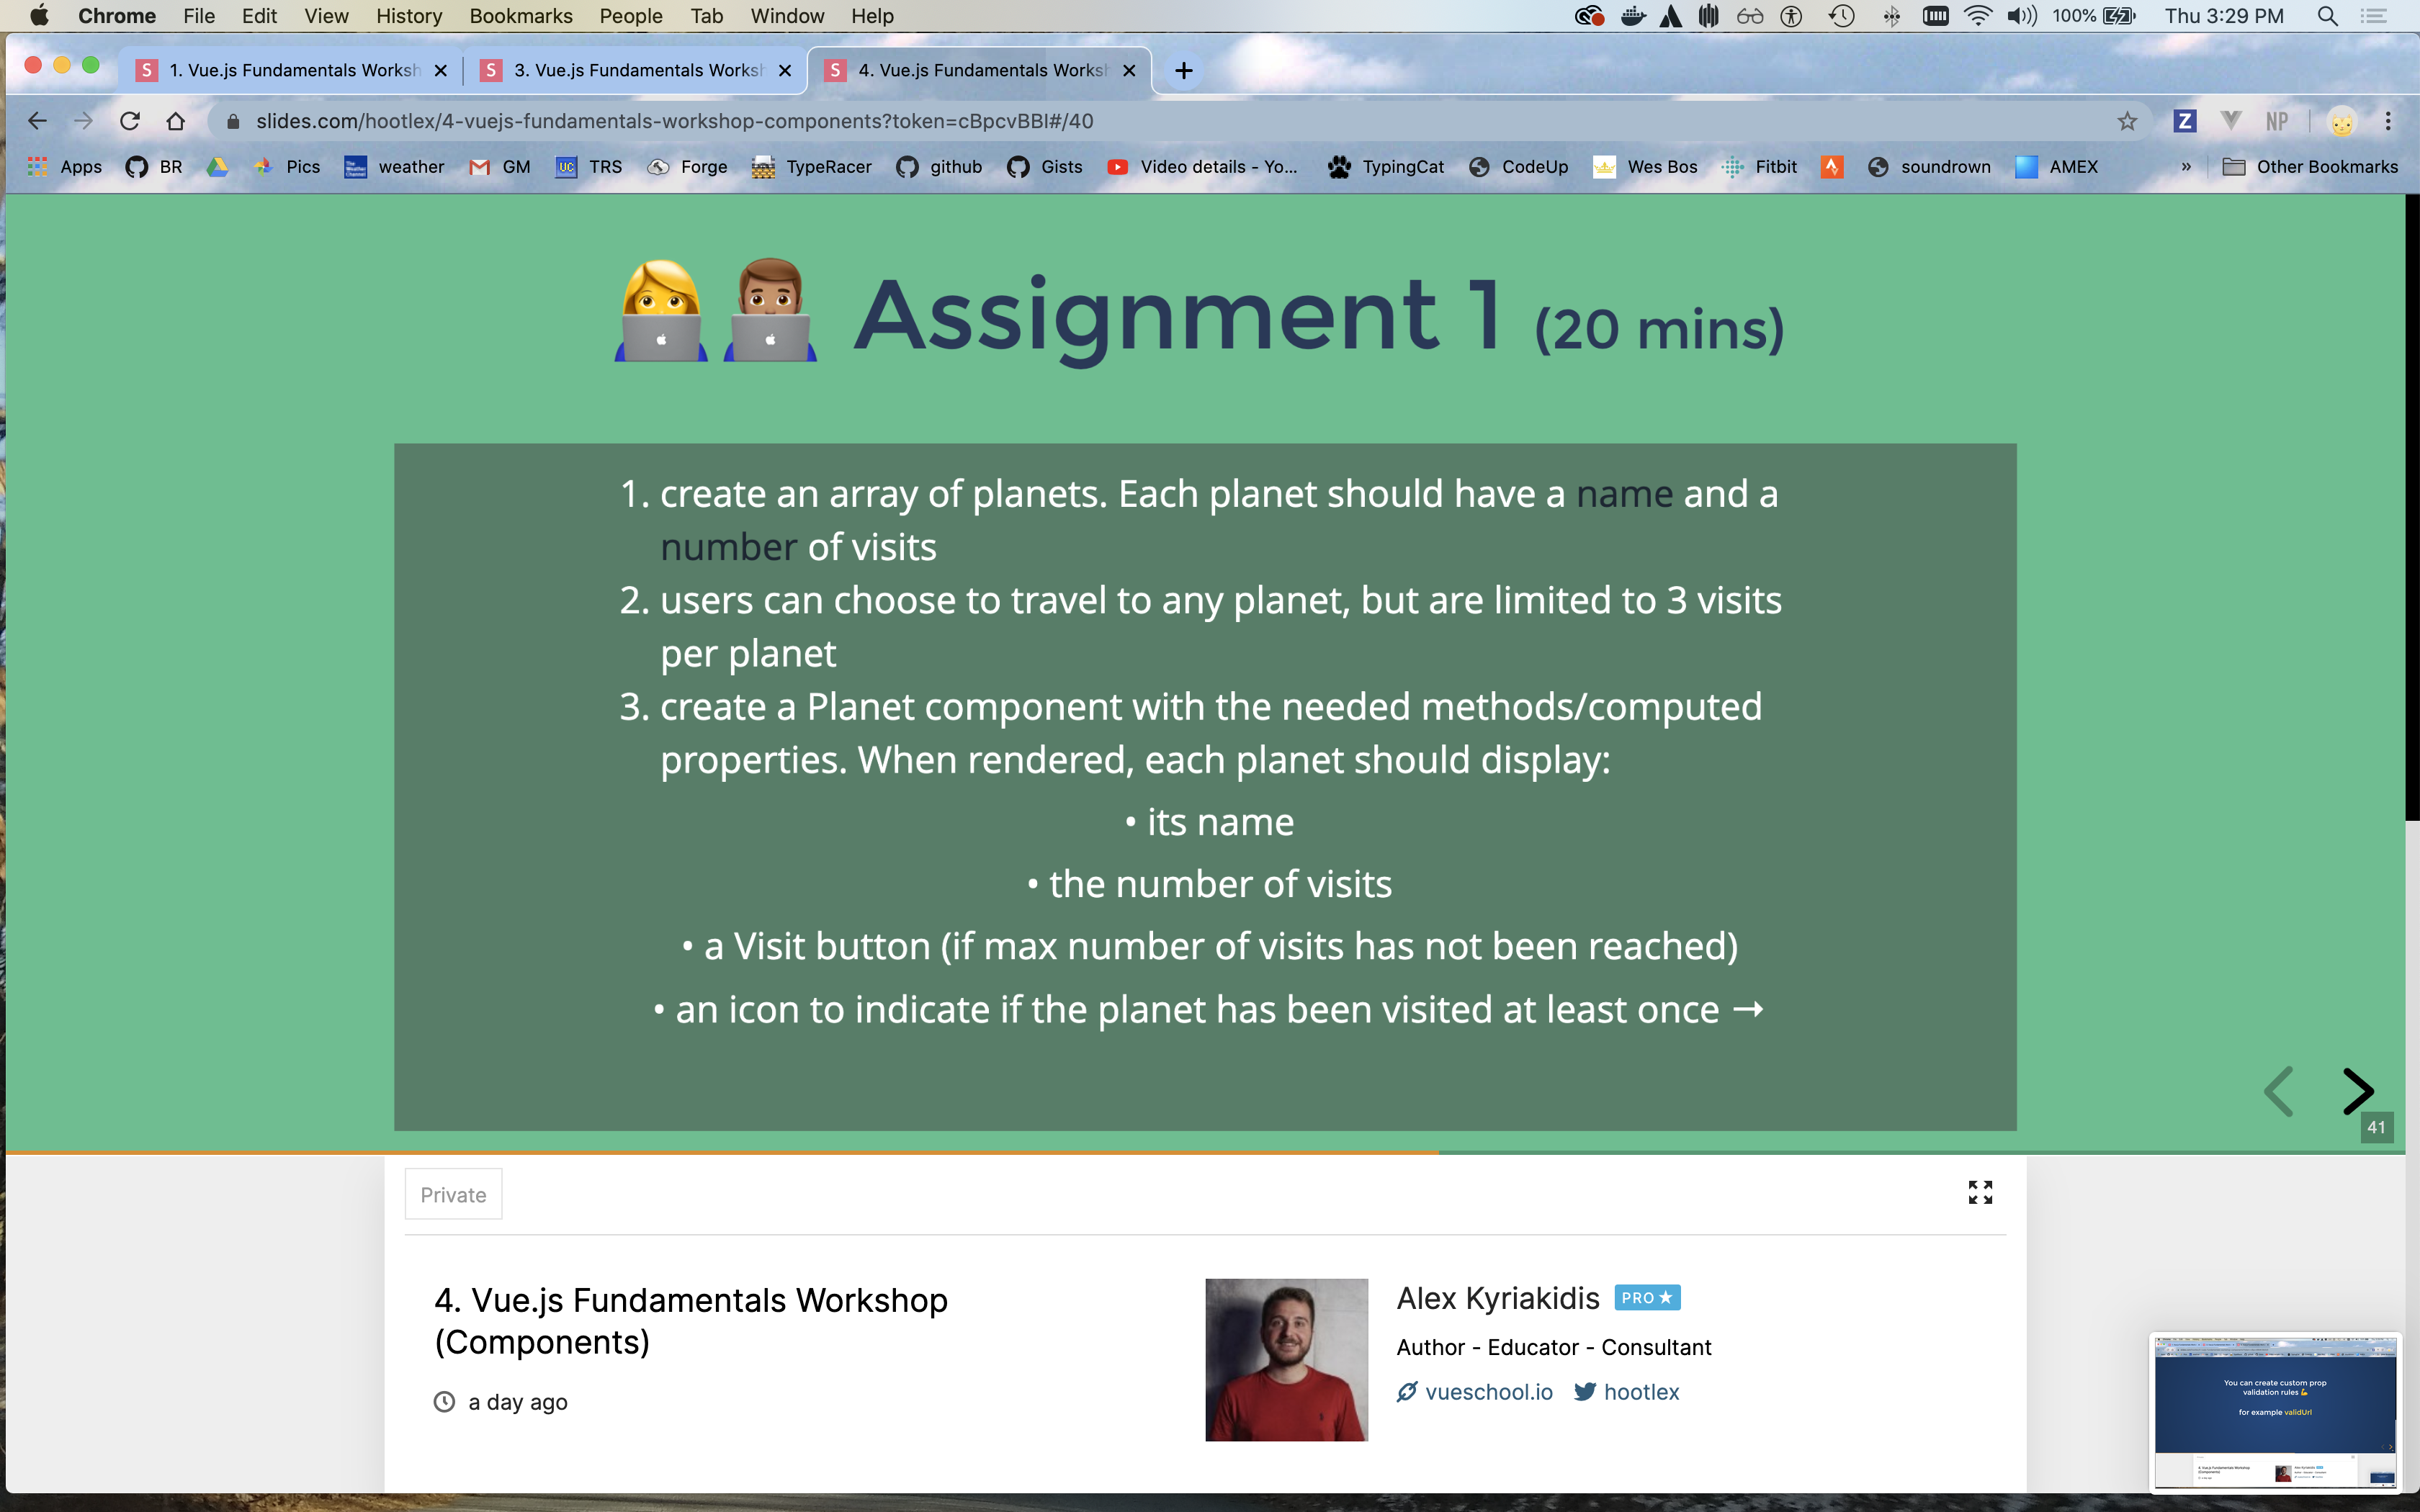 Chrome File Edit View History Bookmarks People Tab Window Help 100% Thu 3:29 PM
S 1. Vue.js Fundamentals Worksh S 3. Vue.js Fundamentals Works S 4. Vue.js Fundamentals Works
slides.com/hootlex/4-vuejs-fundamentals-workshop-components?token=cBpcvBBI#/40 Z NP
Apps BR Pics weather GM UC TRS Forge TypeRacer github Gists Video details - Yo... TypingCat CodeUp Wes Bos Fitbit soundrown AMEX » Other Bookmarks
Assignment 1 (20 mins)
1. create an array of planets. Each planet should have a name and a
number of visits
2. users can choose to travel to any planet, but are limited to 3 visits
per planet
3. create a Planet component with the needed methods/computed
properties. When rendered, each planet should display:
• its name
• the number of visits
• a Visit button (if max number of visits has not been reached)
• an icon to indicate if the planet has been visited at least once →
41
Private
4. Vue.js Fundamentals Workshop
(Components)
a day ago
Alex Kyriakidis PRO ★
Author - Educator - Consultant
vueschool.io hootlex
You can create custom prop
validation rules 💪
for example validUrl